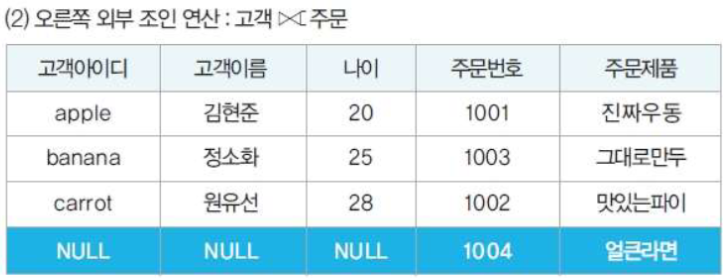 (2) 오른쪽 외부 조인 연산 : 고객 ⟖ 주문
고객아이디 고객이름 나이 주문번호 주문제품
apple 김현준 20 1001 진짜우동
banana 정소화 25 1003 그대로만두
carrot 원유선 28 1002 맛있는파이
NULL NULL NULL 1004 얼큰라면